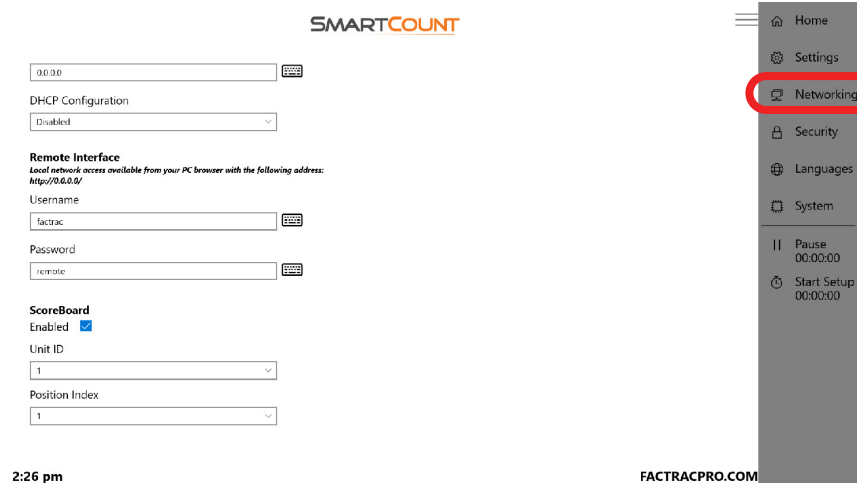 SMARTCOUNT
0.0.0.0
DHCP Configuration
Disabled
Remote Interface
Local network access available from your PC browser with the following address:
http://0.0.0.0/
Username
factrac
Password
remote
ScoreBoard
Enabled
Unit ID
1
Position Index
1
2:26 pm
FACTRACPRO.COM
Home
Settings
Networking
Security
Languages
System
Pause
00:00:00
Start Setup
00:00:00